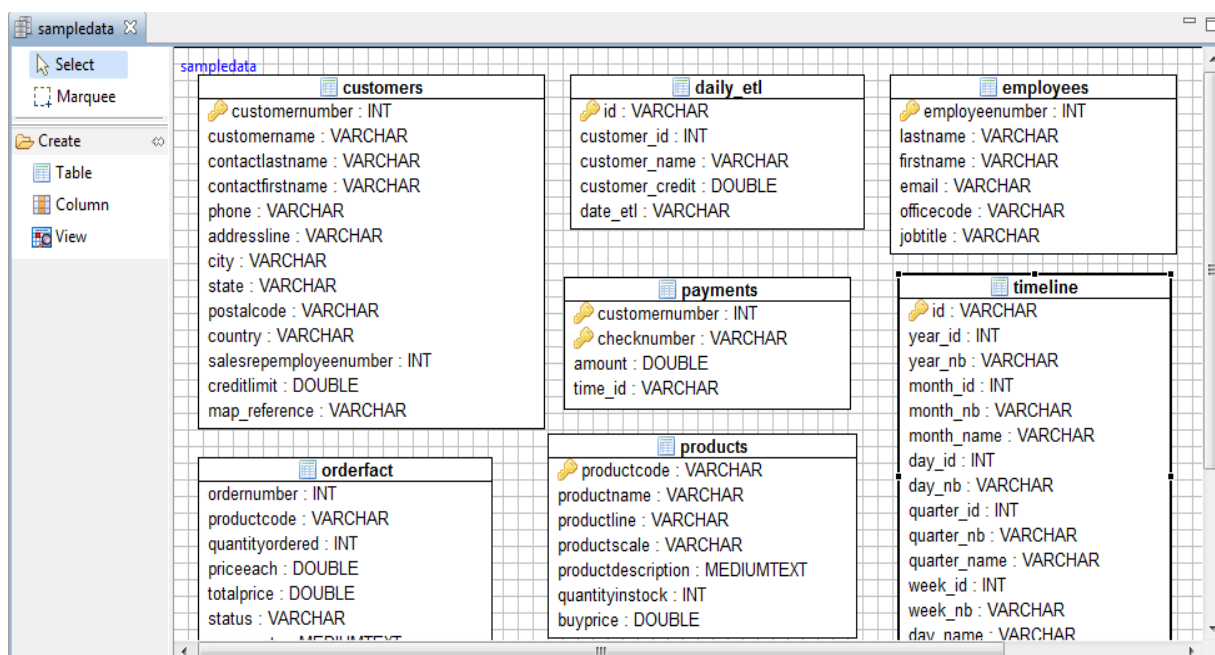 sampledata
Select
Marquee
Create
Table
Column
View
sampledata
customers
customernumber : INT
customername : VARCHAR
contactlastname : VARCHAR
contactfirstname : VARCHAR
phone : VARCHAR
addressline : VARCHAR
city : VARCHAR
state : VARCHAR
postalcode : VARCHAR
country : VARCHAR
salesrepemployeenumber : INT
creditlimit : DOUBLE
map_reference : VARCHAR
daily_etl
id : VARCHAR
customer_id : INT
customer_name : VARCHAR
customer_credit : DOUBLE
date_etl : VARCHAR
employees
employeenumber : INT
lastname : VARCHAR
firstname : VARCHAR
email : VARCHAR
officecode : VARCHAR
jobtitle : VARCHAR
payments
customernumber : INT
checknumber : VARCHAR
amount : DOUBLE
time_id : VARCHAR
timeline
id : VARCHAR
year_id : INT
year_nb : VARCHAR
month_id : INT
month_nb : VARCHAR
month_name : VARCHAR
day_id : INT
day_nb : VARCHAR
quarter_id : INT
quarter_nb : VARCHAR
quarter_name : VARCHAR
week_id : INT
week_nb : VARCHAR
day_name : VARCHAR
orderfact
ordernumber : INT
productcode : VARCHAR
quantityordered : INT
priceeach : DOUBLE
totalprice : DOUBLE
status : VARCHAR
: MEDIUMTEXT
products
productcode : VARCHAR
productname : VARCHAR
productline : VARCHAR
productscale : VARCHAR
productdescription : MEDIUMTEXT
quantityinstock : INT
buyprice : DOUBLE